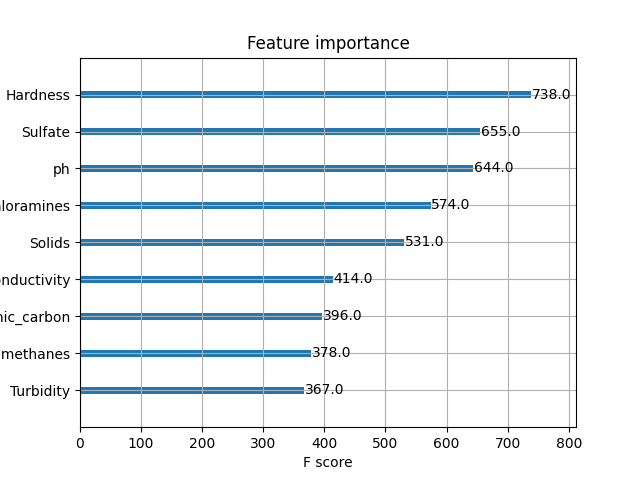 Feature importance
Hardness 738.0
Sulfate 655.0
ph 644.0
loramines 574.0
Solids 531.0
onductivity 414.0
nic_carbon 396.0
methanes 378.0
Turbidity 367.0
0 100 200 300 400 500 600 700 800
F score